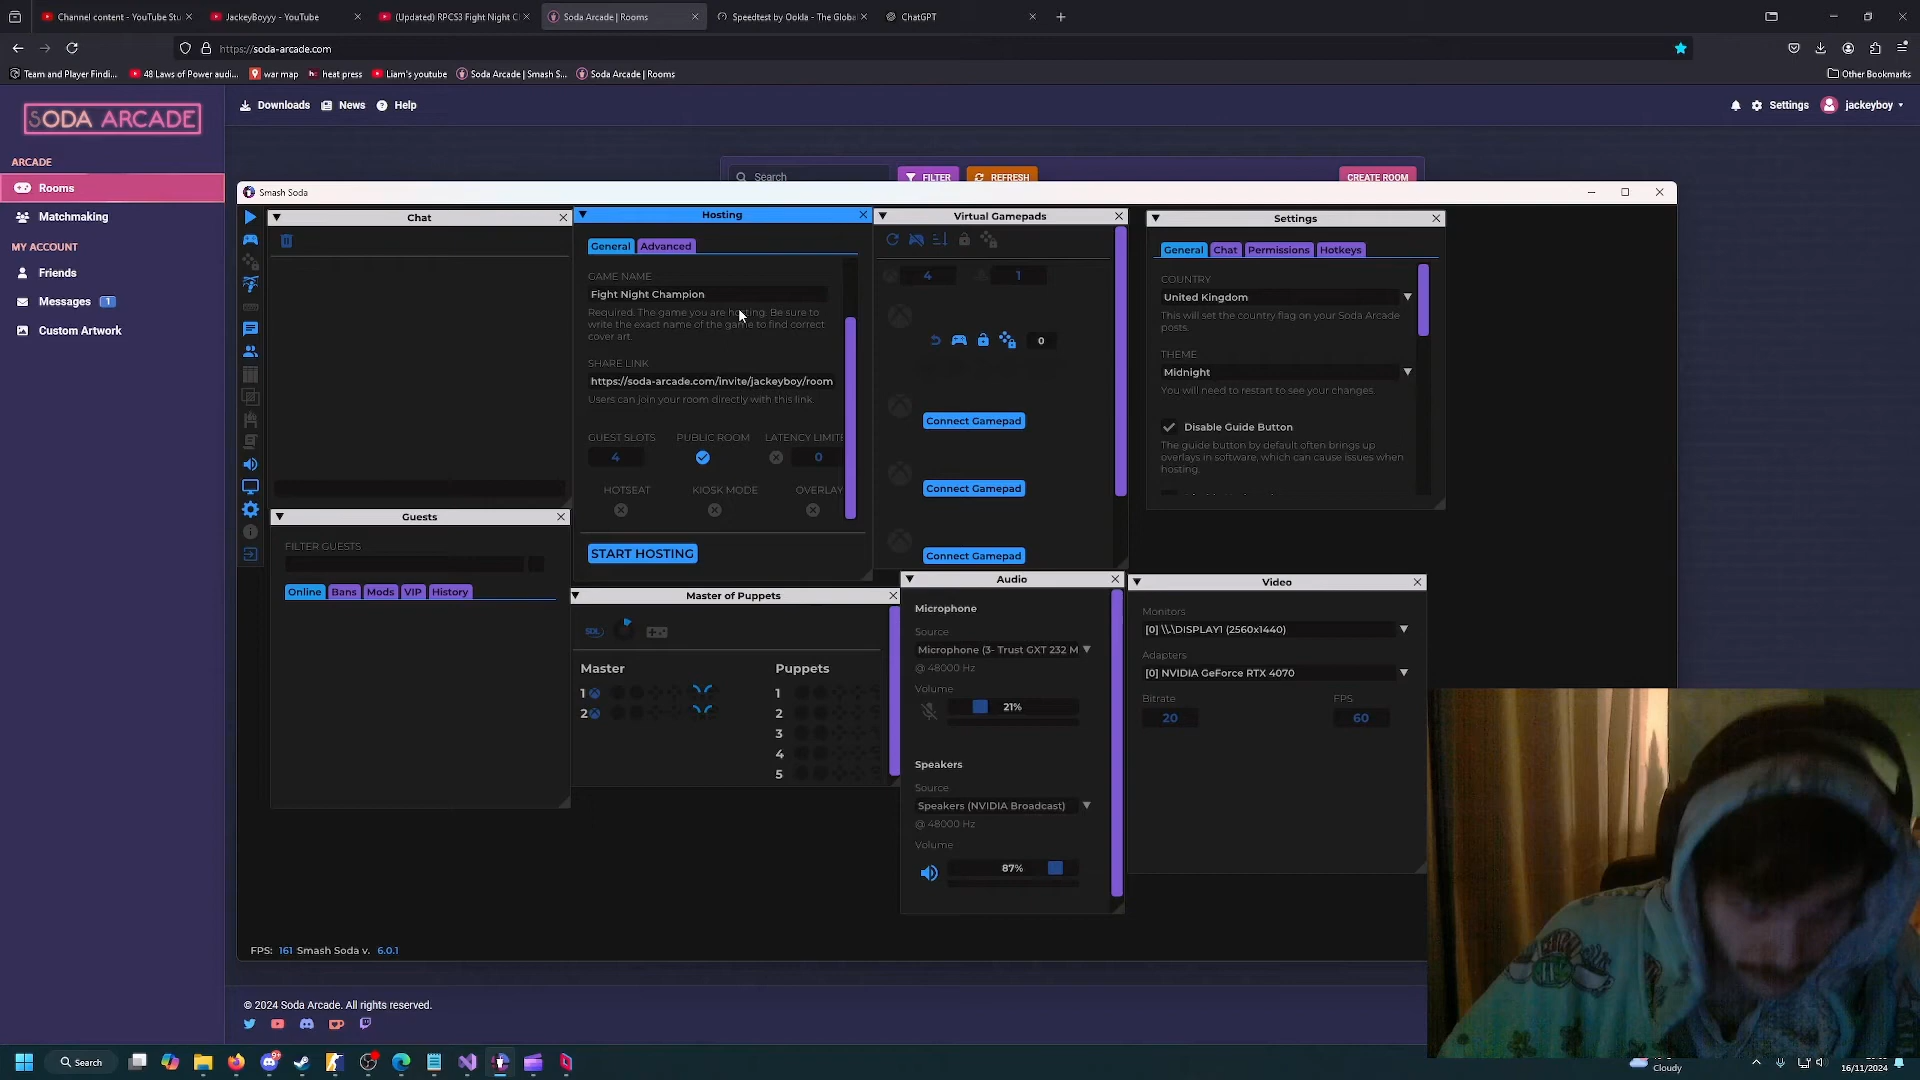 Channel content - YouTube Stu
JackeyBoyyy - YouTube
(Updated) RPCS3 Fight Night C
Soda Arcade | Rooms
Speedtest by Ookla - The Globa
ChatGPT
https://soda-arcade.com
Team and Player Findi...
48 Laws of Power audi...
war map
heat press
Liam's youtube
Soda Arcade | Smash S...
Soda Arcade | Rooms
Other Bookmarks
SODA ARCADE
Downloads
News
Help
Settings
jackeyboy
ARCADE
Rooms
Matchmaking
MY ACCOUNT
Friends
Messages 1
Custom Artwork
Search
FILTER
REFRESH
CREATE ROOM
Smash Soda
Chat
Hosting
General
Advanced
GAME NAME
Fight Night Champion
Required. The game you are hosting. Be sure to
write the exact name of the game to find correct
cover art.
SHARE LINK
https://soda-arcade.com/invite/jackeyboy/room
Users can join your room directly with this link.
GUEST SLOTS
PUBLIC ROOM
LATENCY LIMITE
4
0
HOTSEAT
KIOSK MODE
OVERLAY
START HOSTING
Virtual Gamepads
4
1
0
Connect Gamepad
Connect Gamepad
Connect Gamepad
Settings
General
Chat
Permissions
Hotkeys
COUNTRY
United Kingdom
This will set the country flag on your Soda Arcade
posts.
THEME
Midnight
You will need to restart to see your changes.
Disable Guide Button
The guide button by default often brings up
overlays in software, which can cause issues when
hosting.
Guests
FILTER GUESTS
Online
Bans
Mods
VIP
History
Master of Puppets
SDL
Master
Puppets
1
2
1
2
3
4
5
Audio
Microphone
Source
Microphone (3- Trust GXT 232 M
@ 48000 Hz
Volume
21%
Speakers
Source
Speakers (NVIDIA Broadcast)
@ 48000 Hz
Volume
87%
Video
Monitors
[0] \\.\DISPLAY1 (2560x1440)
Adapters
[0] NVIDIA GeForce RTX 4070
Bitrate
FPS
20
60
FPS: 161 Smash Soda v. 6.0.1
© 2024 Soda Arcade. All rights reserved.
Search
Cloudy
16/11/2024